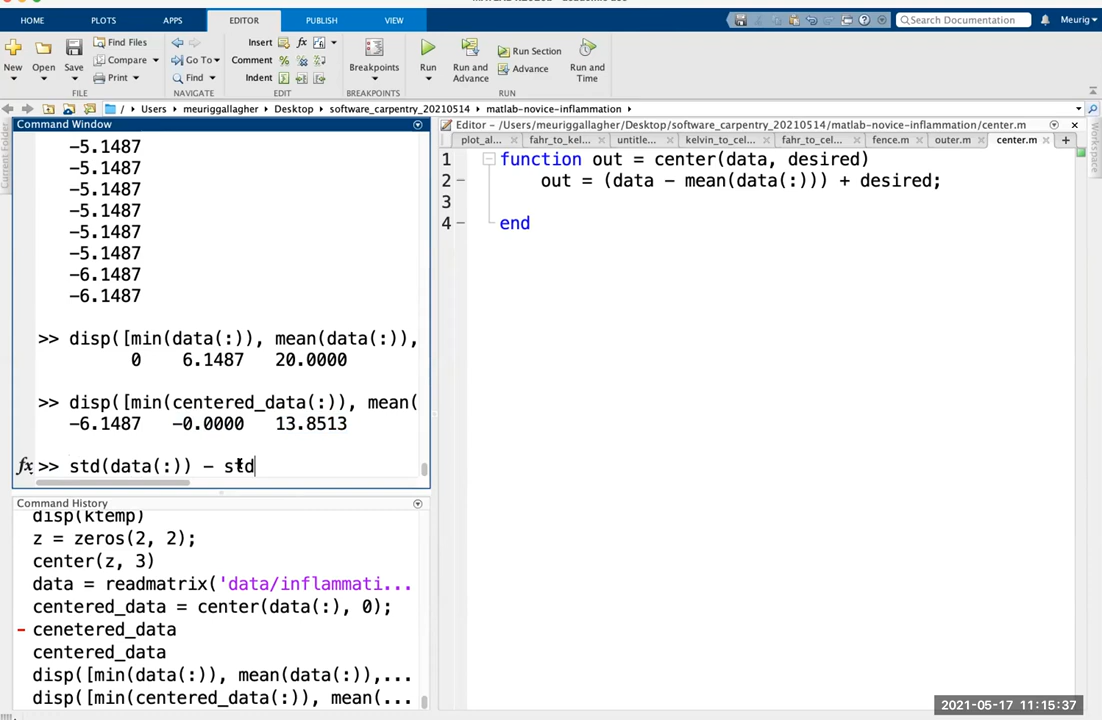 HOME PLOTS APPS EDITOR PUBLISH VIEW
Search Documentation
Meurig
New Open Save
Find Files
Compare
Print
FILE
Go To
Find
NAVIGATE
Insert
Comment
Indent
EDIT
Breakpoints
BREAKPOINTS
Run
Run and Advance
Run Section
Advance
Run and Time
RUN
/ Users meuriggallagher Desktop software_carpentry_20210514 matlab-novice-inflammation
Current Folder
Command Window
-5.1487
-5.1487
-5.1487
-5.1487
-5.1487
-5.1487
-6.1487
-6.1487
>> disp([min(data(:)), mean(data(:)),
0 6.1487 20.0000
>> disp([min(centered_data(:)), mean(
-6.1487 -0.0000 13.8513
fx >> std(data(:)) - std
Command History
disp(ktemp)
z = zeros(2, 2);
center(z, 3)
data = readmatrix('data/inflammati...
centered_data = center(data(:), 0);
cenetered_data
centered_data
disp([min(data(:)), mean(data(:)),...
disp([min(centered_data(:)), mean(...
Editor - /Users/meuriggallagher/Desktop/software_carpentry_20210514/matlab-novice-inflammation/center.m
plot_al... fahr_to_kel... untitle... kelvin_to_cel... fahr_to_cel... fence.m outer.m center.m
Workspace
1 function out = center(data, desired)
2 out = (data - mean(data(:))) + desired;
3
4 end
2021-05-17 11:15:37